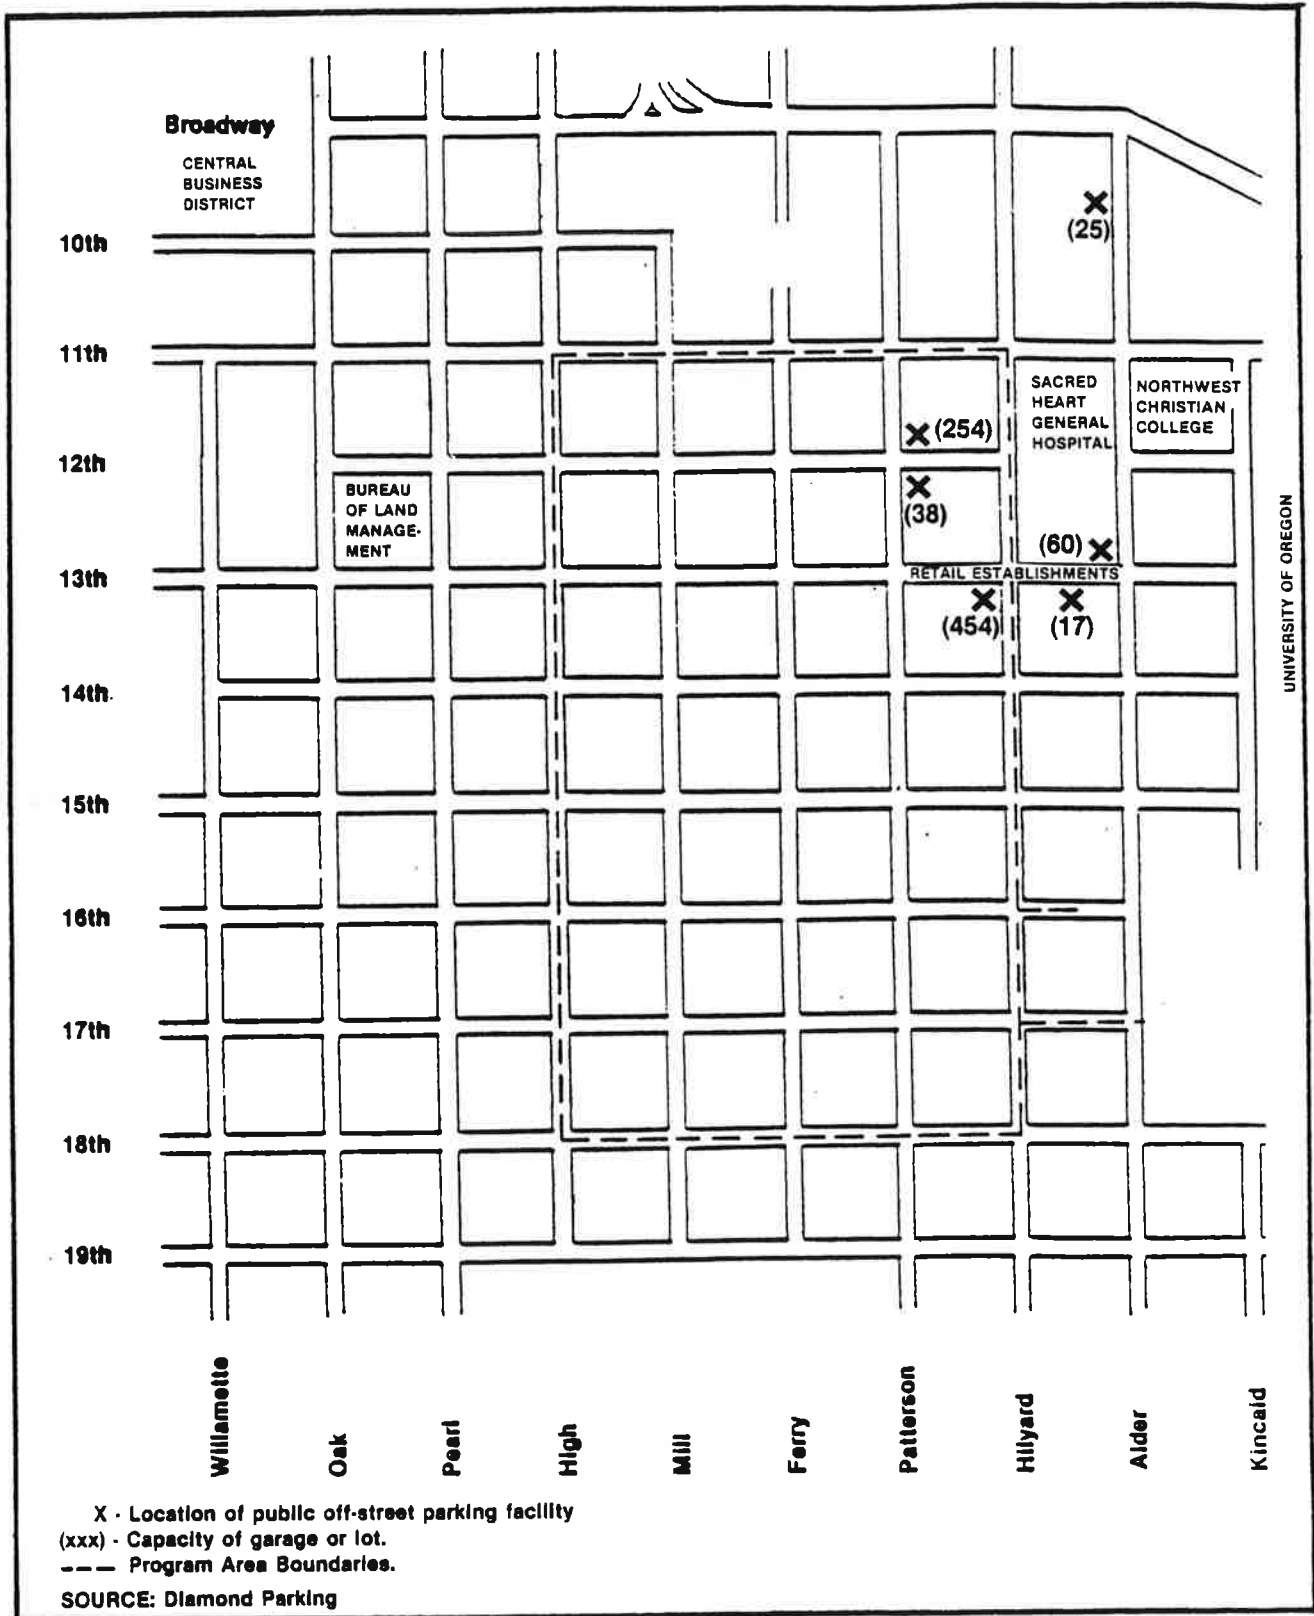 Broadway
CENTRAL
BUSINESS
DISTRICT
10th
(25)
11th
SACRED
HEART
GENERAL
HOSPITAL
NORTHWEST
CHRISTIAN
COLLEGE
(254)
12th
BUREAU
OF LAND
MANAGE-
MENT
(38)
(60)
13th
RETAIL ESTABLISHMENTS
(454)
(17)
UNIVERSITY OF OREGON
14th
15th
16th
17th
18th
19th
Willamette
Oak
Pearl
High
Mill
Ferry
Patterson
Hilyard
Alder
Kincaid
X - Location of public off-street parking facility
(xxx) - Capacity of garage or lot.
--- Program Area Boundaries.
SOURCE: Diamond Parking